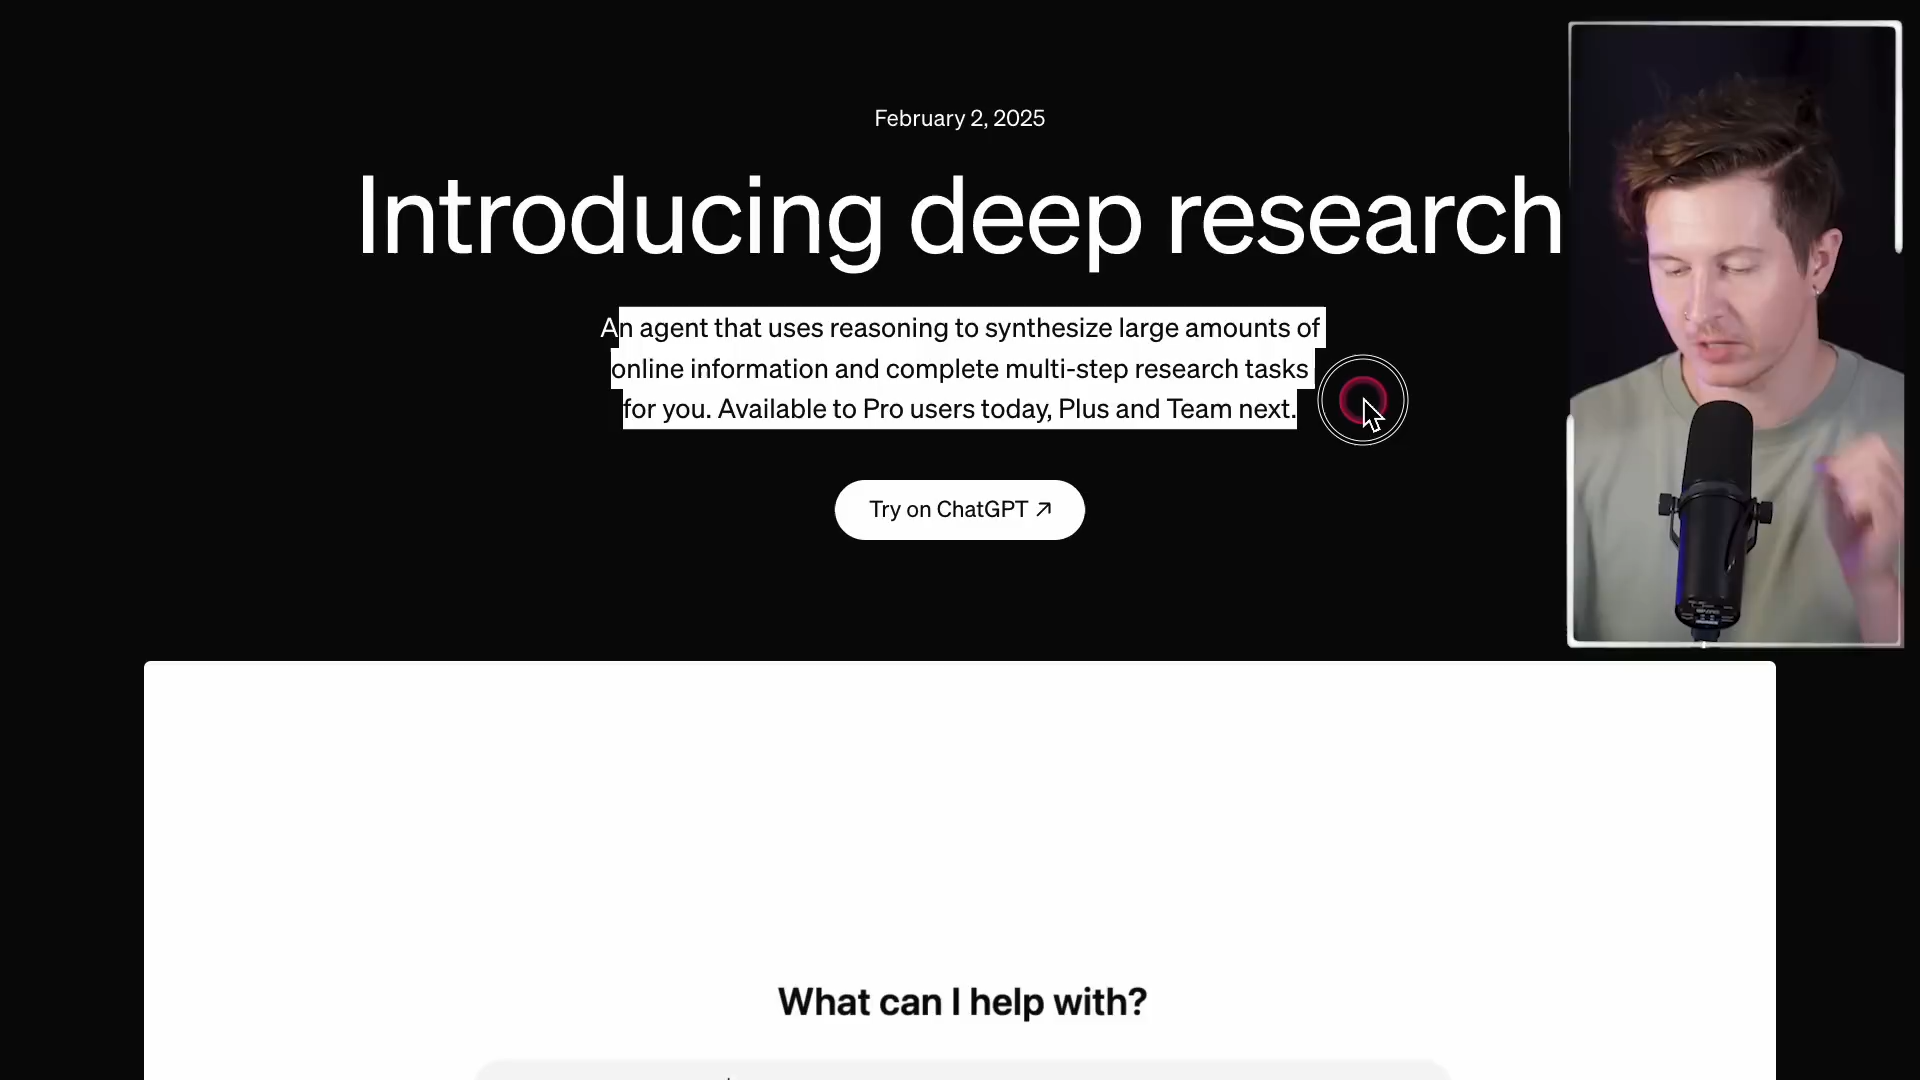 February 2, 2025
Introducing deep research
An agent that uses reasoning to synthesize large amounts of
online information and complete multi-step research tasks
for you. Available to Pro users today, Plus and Team next.
Try on ChatGPT ↗
What can I help with?